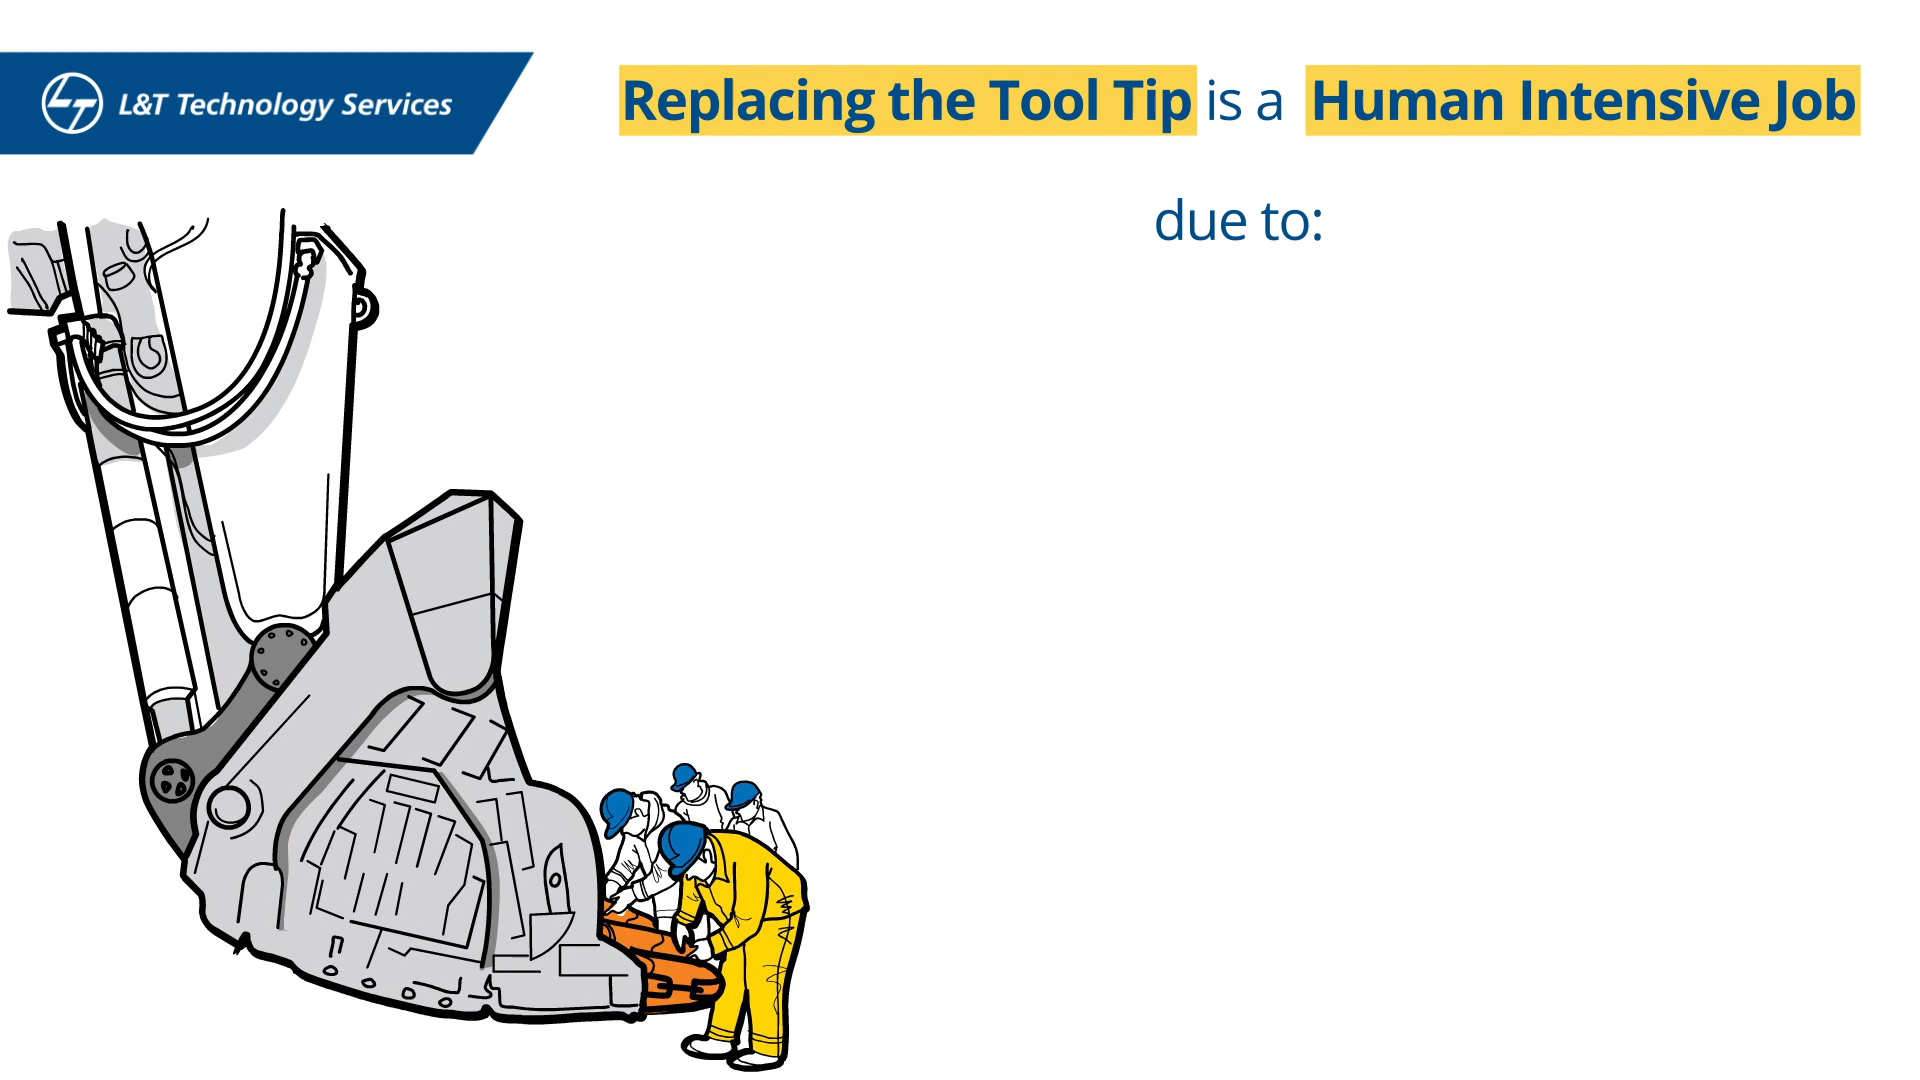 L&T Technology Services
Replacing the Tool Tip is a Human Intensive Job
due to: